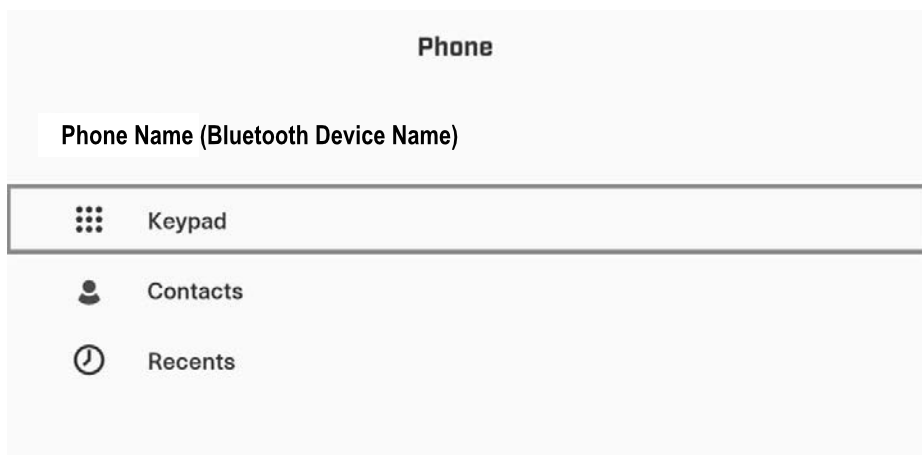 Phone
Phone Name (Bluetooth Device Name)
Keypad
Contacts
Recents